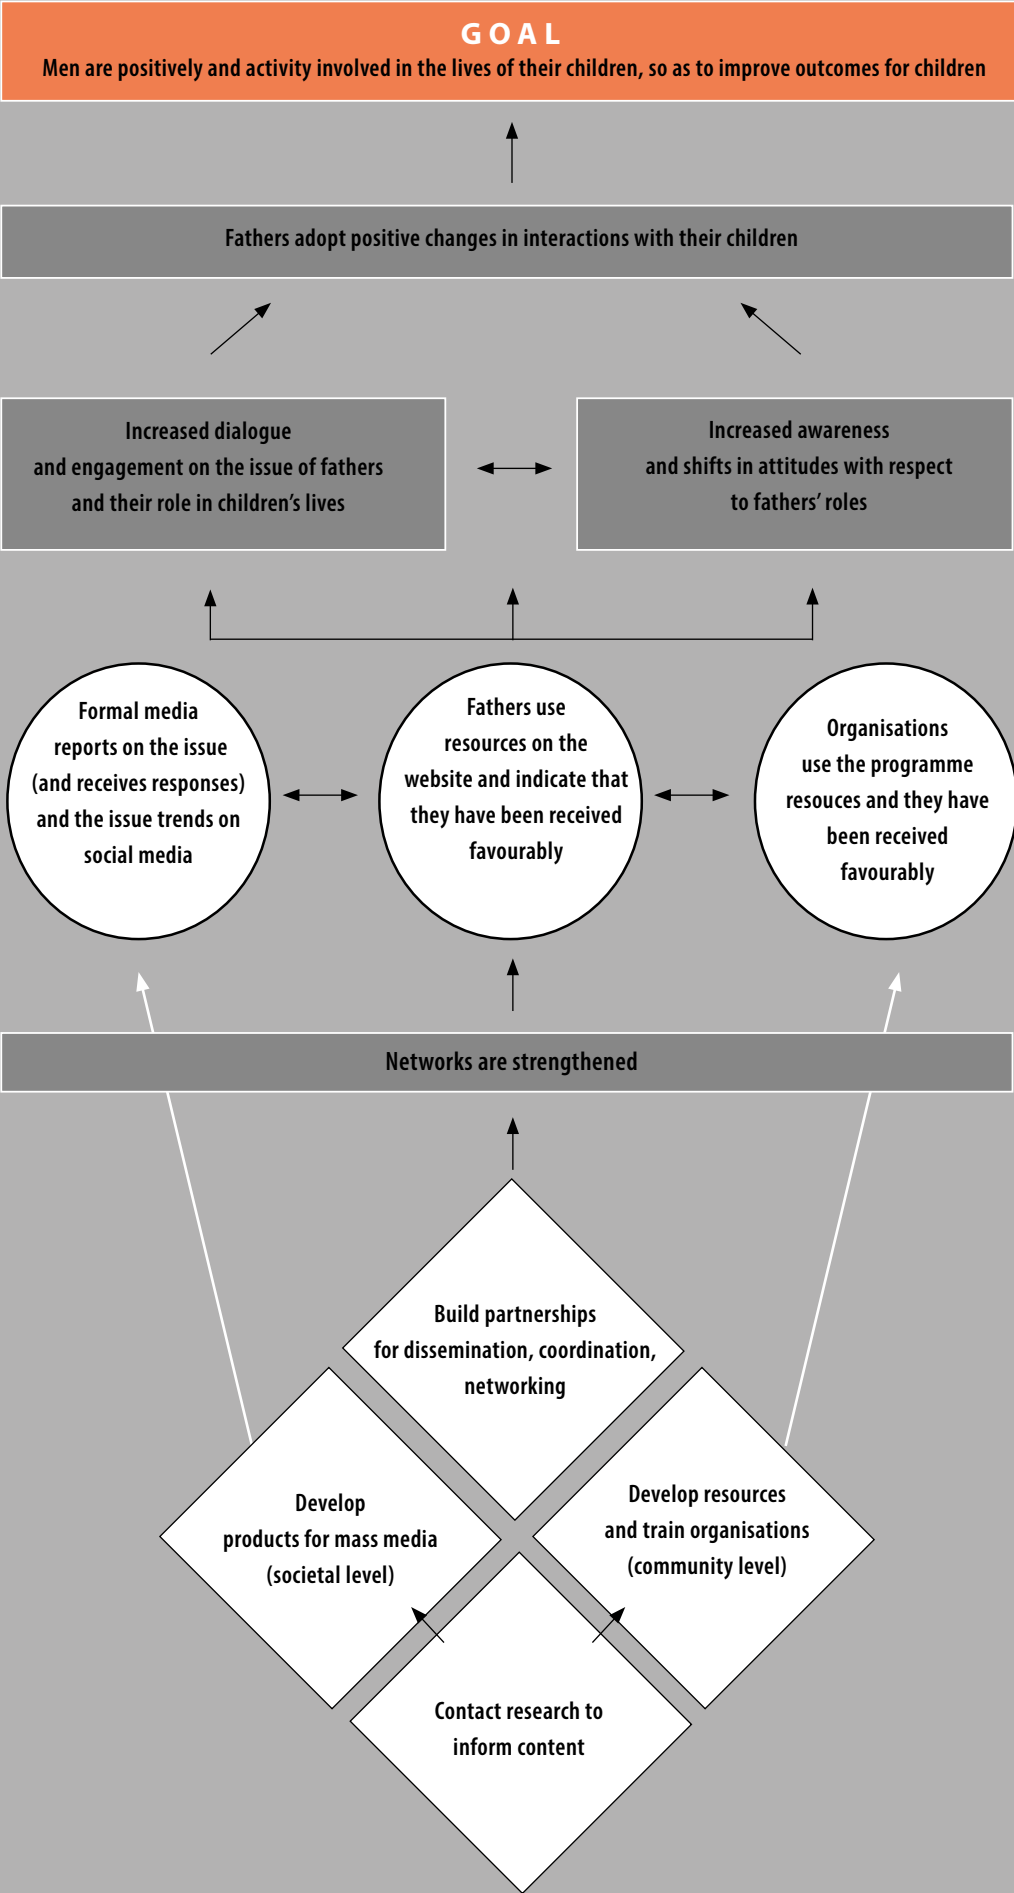 GOAL
Men are positively and activity involved in the lives of their children, so as to improve outcomes for children
Fathers adopt positive changes in interactions with their children
Increased dialogue
and engagement on the issue of fathers
and their role in children's lives
Increased awareness
and shifts in attitudes with respect
to fathers' roles
Formal media
reports on the issue
(and receives responses)
and the issue trends on
social media
Fathers use
resources on the
website and indicate that
they have been received
favourably
Organisations
use the programme
resouces and they have
been received
favourably
Networks are strengthened
Build partnerships
for dissemination, coordination,
networking
Develop
products for mass media
(societal level)
Develop resources
and train organisations
(community level)
Contact research to
inform content